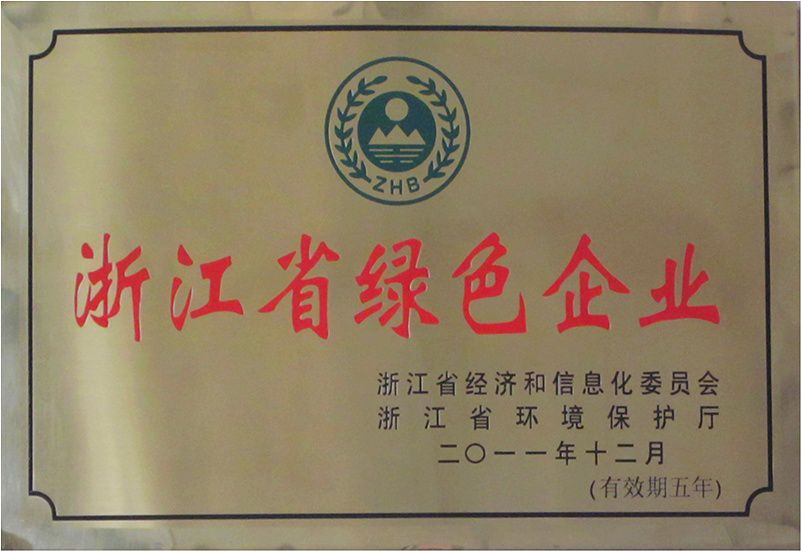 ZHB
浙江省绿色企业
浙江省经济和信息化委员会
浙江省环境保护厅
二〇一一年十二月
(有效期五年)